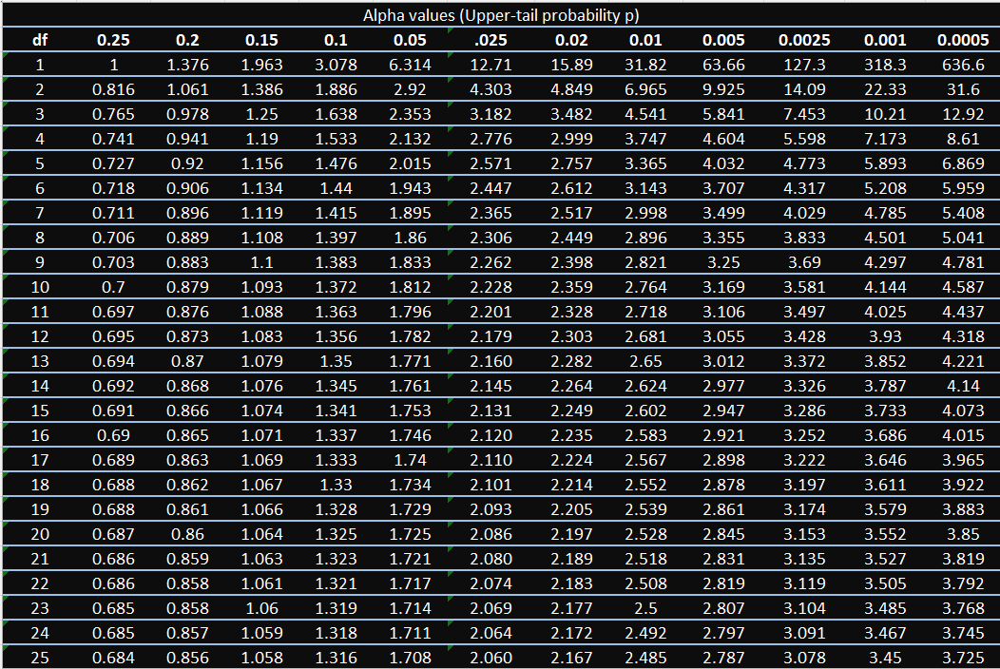 Alpha values (Upper-tail probability p)
df 0.25 0.2 0.15 0.1 0.05 .025 0.02 0.01 0.005 0.0025 0.001 0.0005
1 1 1.376 1.963 3.078 6.314 12.71 15.89 31.82 63.66 127.3 318.3 636.6
2 0.816 1.061 1.386 1.886 2.92 4.303 4.849 6.965 9.925 14.09 22.33 31.6
3 0.765 0.978 1.25 1.638 2.353 3.182 3.482 4.541 5.841 7.453 10.21 12.92
4 0.741 0.941 1.19 1.533 2.132 2.776 2.999 3.747 4.604 5.598 7.173 8.61
5 0.727 0.92 1.156 1.476 2.015 2.571 2.757 3.365 4.032 4.773 5.893 6.869
6 0.718 0.906 1.134 1.44 1.943 2.447 2.612 3.143 3.707 4.317 5.208 5.959
7 0.711 0.896 1.119 1.415 1.895 2.365 2.517 2.998 3.499 4.029 4.785 5.408
8 0.706 0.889 1.108 1.397 1.86 2.306 2.449 2.896 3.355 3.833 4.501 5.041
9 0.703 0.883 1.1 1.383 1.833 2.262 2.398 2.821 3.25 3.69 4.297 4.781
10 0.7 0.879 1.093 1.372 1.812 2.228 2.359 2.764 3.169 3.581 4.144 4.587
11 0.697 0.876 1.088 1.363 1.796 2.201 2.328 2.718 3.106 3.497 4.025 4.437
12 0.695 0.873 1.083 1.356 1.782 2.179 2.303 2.681 3.055 3.428 3.93 4.318
13 0.694 0.87 1.079 1.35 1.771 2.160 2.282 2.65 3.012 3.372 3.852 4.221
14 0.692 0.868 1.076 1.345 1.761 2.145 2.264 2.624 2.977 3.326 3.787 4.14
15 0.691 0.866 1.074 1.341 1.753 2.131 2.249 2.602 2.947 3.286 3.733 4.073
16 0.69 0.865 1.071 1.337 1.746 2.120 2.235 2.583 2.921 3.252 3.686 4.015
17 0.689 0.863 1.069 1.333 1.74 2.110 2.224 2.567 2.898 3.222 3.646 3.965
18 0.688 0.862 1.067 1.33 1.734 2.101 2.214 2.552 2.878 3.197 3.611 3.922
19 0.688 0.861 1.066 1.328 1.729 2.093 2.205 2.539 2.861 3.174 3.579 3.883
20 0.687 0.86 1.064 1.325 1.725 2.086 2.197 2.528 2.845 3.153 3.552 3.85
21 0.686 0.859 1.063 1.323 1.721 2.080 2.189 2.518 2.831 3.135 3.527 3.819
22 0.686 0.858 1.061 1.321 1.717 2.074 2.183 2.508 2.819 3.119 3.505 3.792
23 0.685 0.858 1.06 1.319 1.714 2.069 2.177 2.5 2.807 3.104 3.485 3.768
24 0.685 0.857 1.059 1.318 1.711 2.064 2.172 2.492 2.797 3.091 3.467 3.745
25 0.684 0.856 1.058 1.316 1.708 2.060 2.167 2.485 2.787 3.078 3.45 3.725